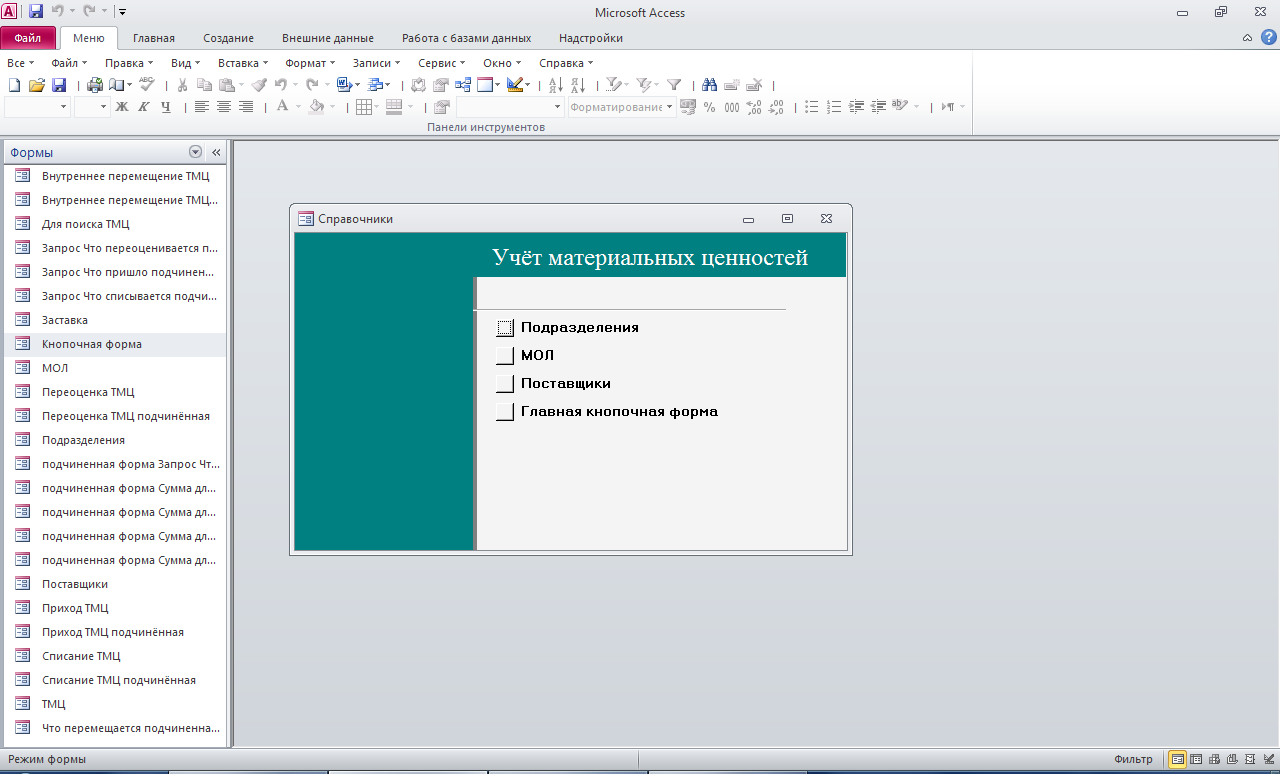 Microsoft Access
Файл Меню Главная Создание Внешние данные Работа с базами данных Надстройки
Все Файл Правка Вид Вставка Формат Записи Сервис Окно Справка
Ж К Ч Форматирование % 000
Панели инструментов
Формы
Внутреннее перемещение ТМЦ
Внутреннее перемещение ТМЦ...
Для поиска ТМЦ
Запрос Что переоценивается п...
Запрос Что пришло подчинен...
Запрос Что списывается подчи...
Заставка
Кнопочная форма
МОЛ
Переоценка ТМЦ
Переоценка ТМЦ подчинённая
Подразделения
подчиненная форма Запрос Чт...
подчиненная форма Сумма дл...
подчиненная форма Сумма дл...
подчиненная форма Сумма дл...
подчиненная форма Сумма дл...
Поставщики
Приход ТМЦ
Приход ТМЦ подчинённая
Списание ТМЦ
Списание ТМЦ подчинённая
ТМЦ
Что перемещается подчиненна...
Справочники
Учёт материальных ценностей
Подразделения
МОЛ
Поставщики
Главная кнопочная форма
Режим формы
Фильтр